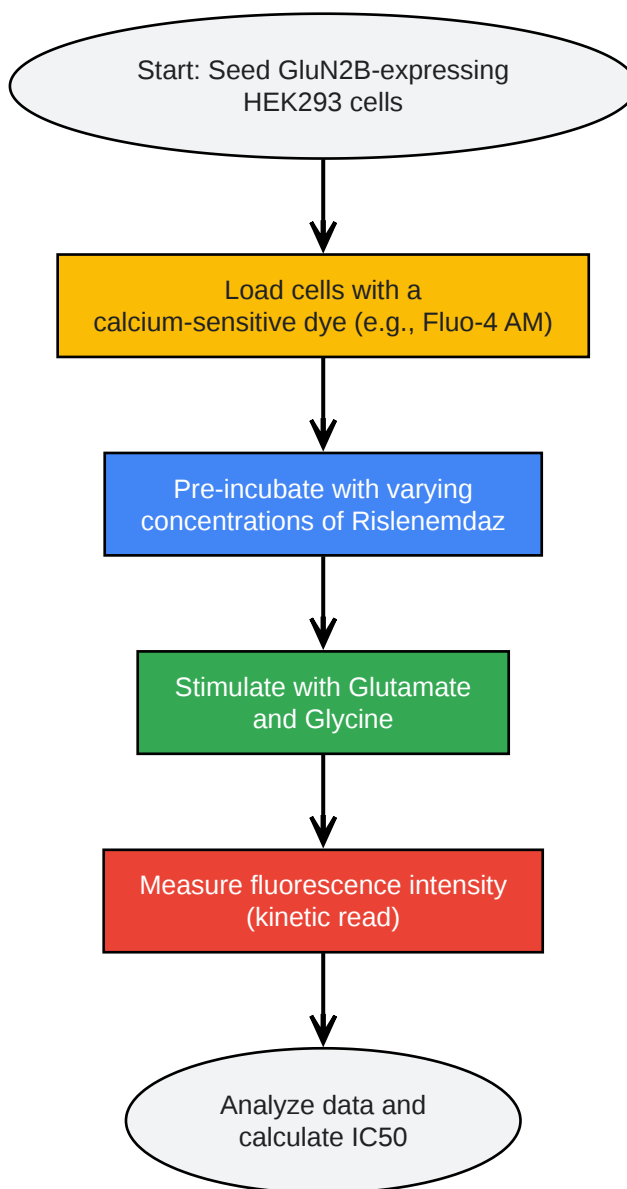 Start: Seed GluN2B-expressing
HEK293 cells
Load cells with a
calcium-sensitive dye (e.g., Fluo-4 AM)
Pre-incubate with varying
concentrations of Rislenemdaz
Stimulate with Glutamate
and Glycine
Measure fluorescence intensity
(kinetic read)
Analyze data and
calculate IC50